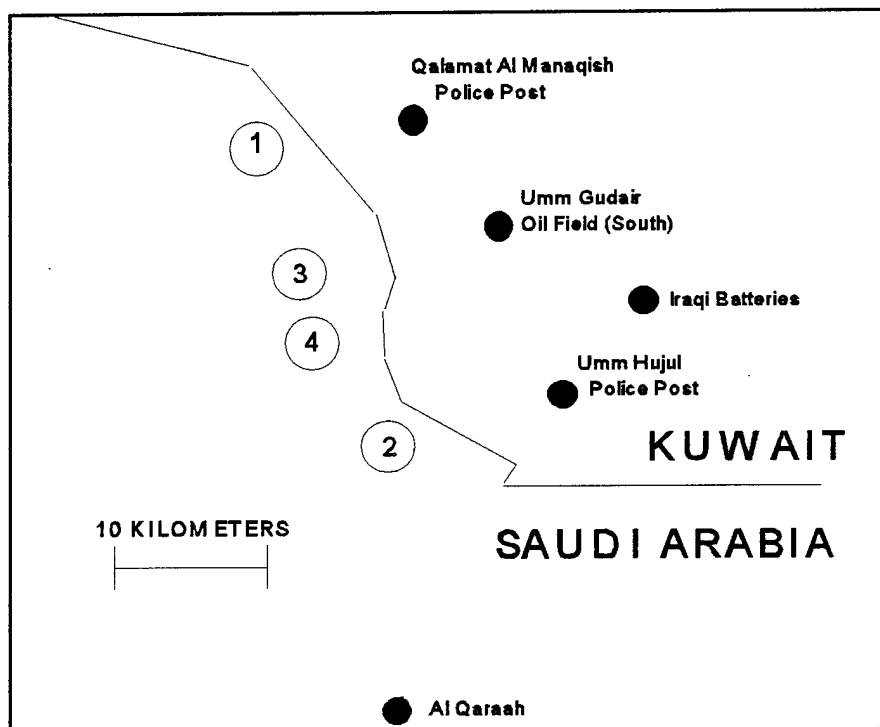 Qalamat Al Manaqish
Police Post
1
Umm Gudair
Oil Field (South)
3
Iraqi Batteries
4
Umm Hujul
Police Post
2
KUWAIT
10 KILOMETERS
SAUDI ARABIA
Al Qaraah